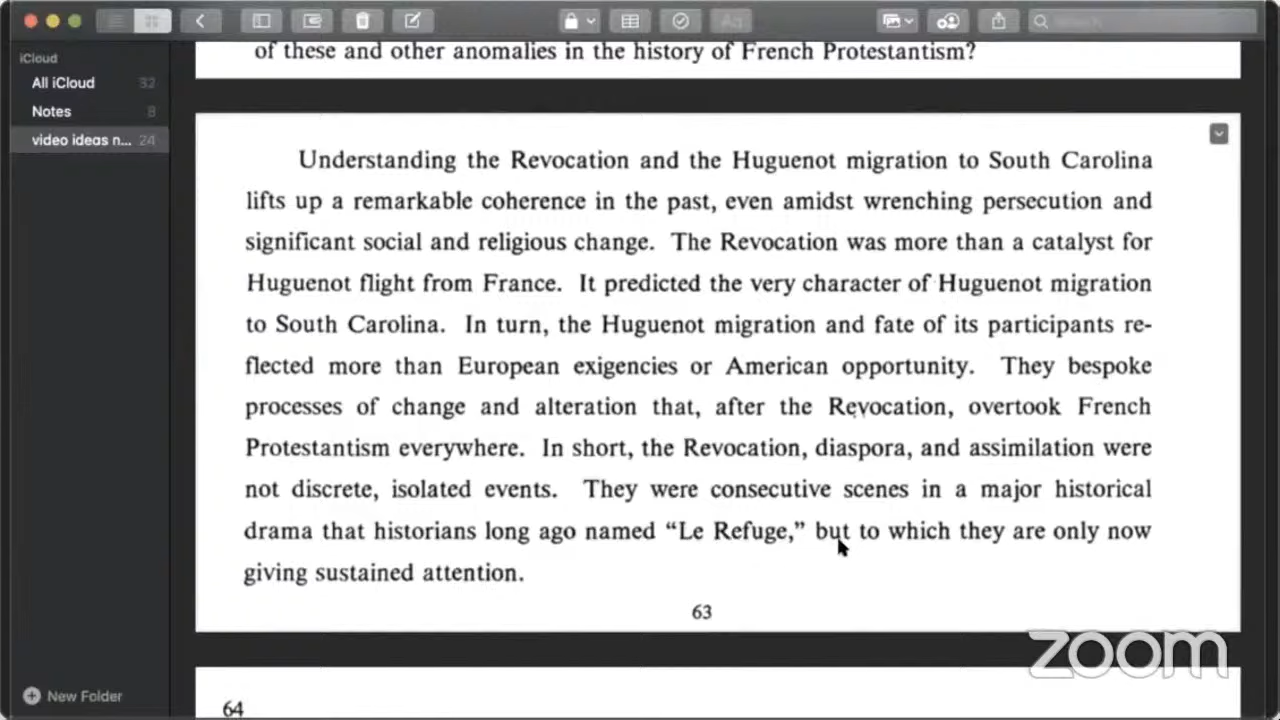 iCloud
All iCloud 32
Notes 8
video ideas n... 24
New Folder
of these and other anomalies in the history of French Protestantism?
Understanding the Revocation and the Huguenot migration to South Carolina
lifts up a remarkable coherence in the past, even amidst wrenching persecution and
significant social and religious change. The Revocation was more than a catalyst for
Huguenot flight from France. It predicted the very character of Huguenot migration
to South Carolina. In turn, the Huguenot migration and fate of its participants re-
flected more than European exigencies or American opportunity. They bespoke
processes of change and alteration that, after the Revocation, overtook French
Protestantism everywhere. In short, the Revocation, diaspora, and assimilation were
not discrete, isolated events. They were consecutive scenes in a major historical
drama that historians long ago named “Le Refuge,” but to which they are only now
giving sustained attention.
63
64
zoom